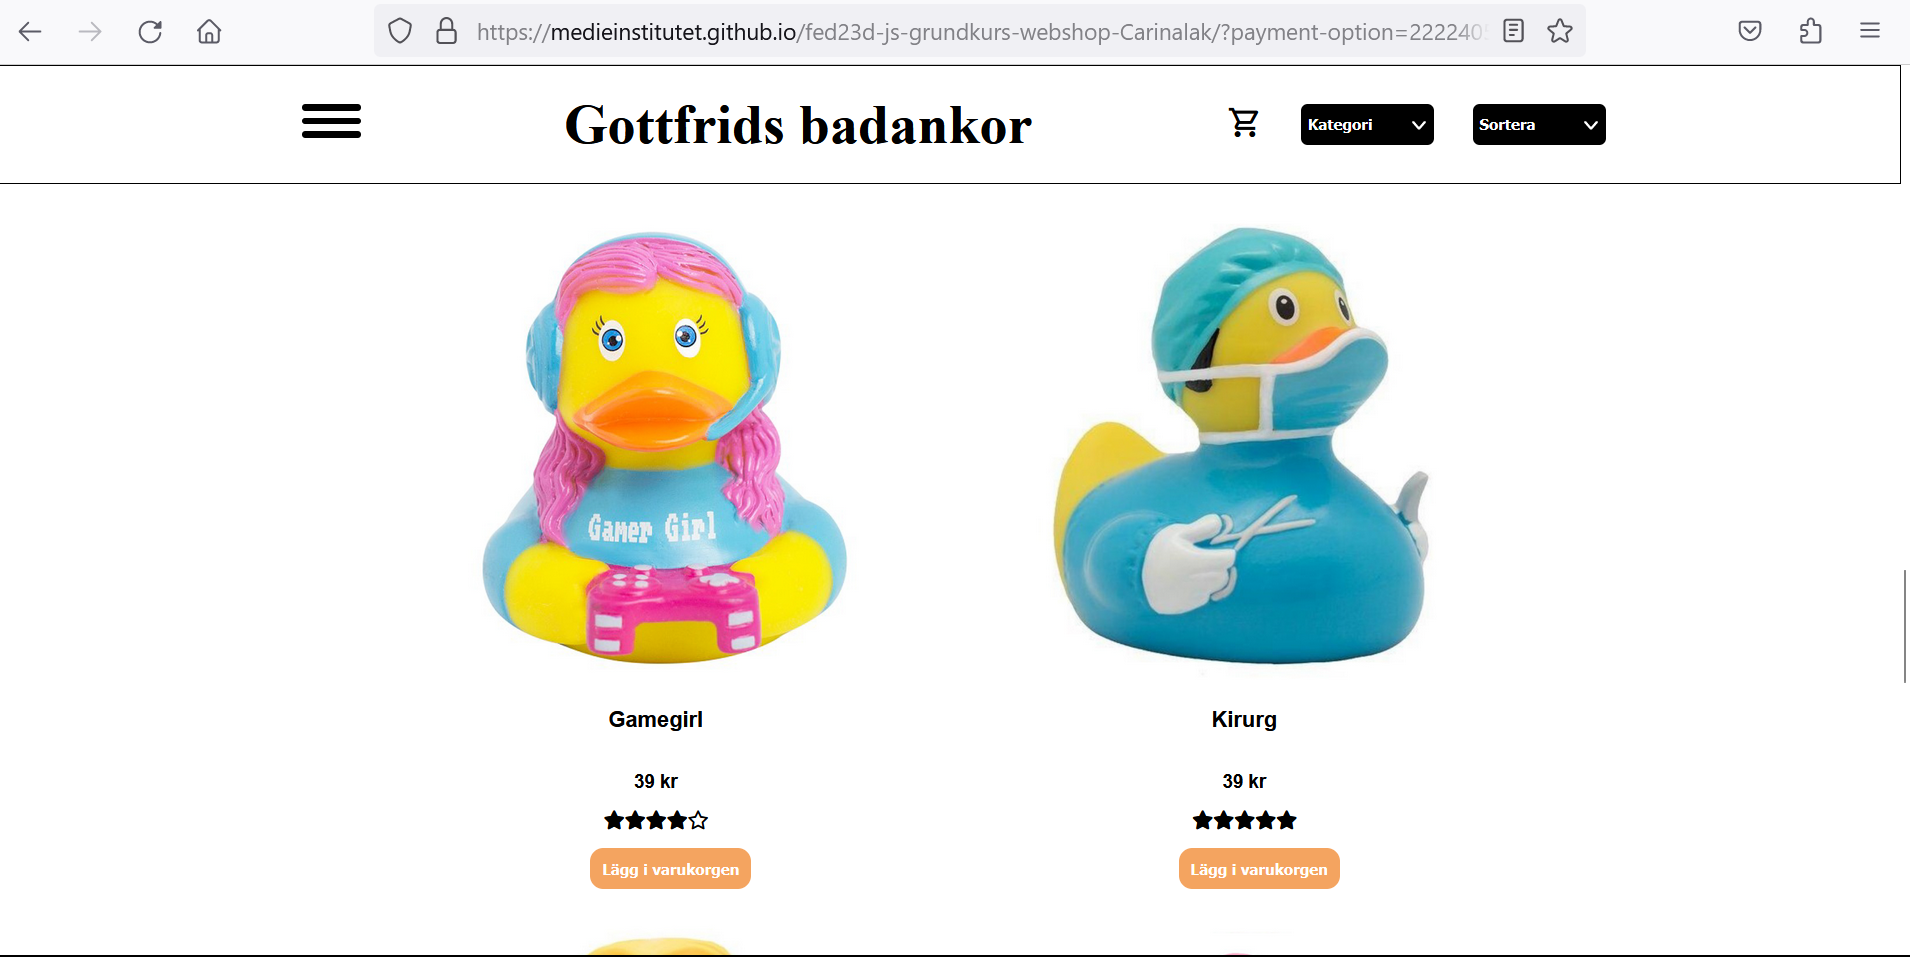 https://medieinstitutet.github.io/fed23d-js-grundkurs-webshop-Carinalak/?payment-option=222240
Gottfrids badankor
Kategori
Sortera
Gamer Girl
Gamegirl
Kirurg
39 kr
39 kr
Lägg i varukorgen
Lägg i varukorgen